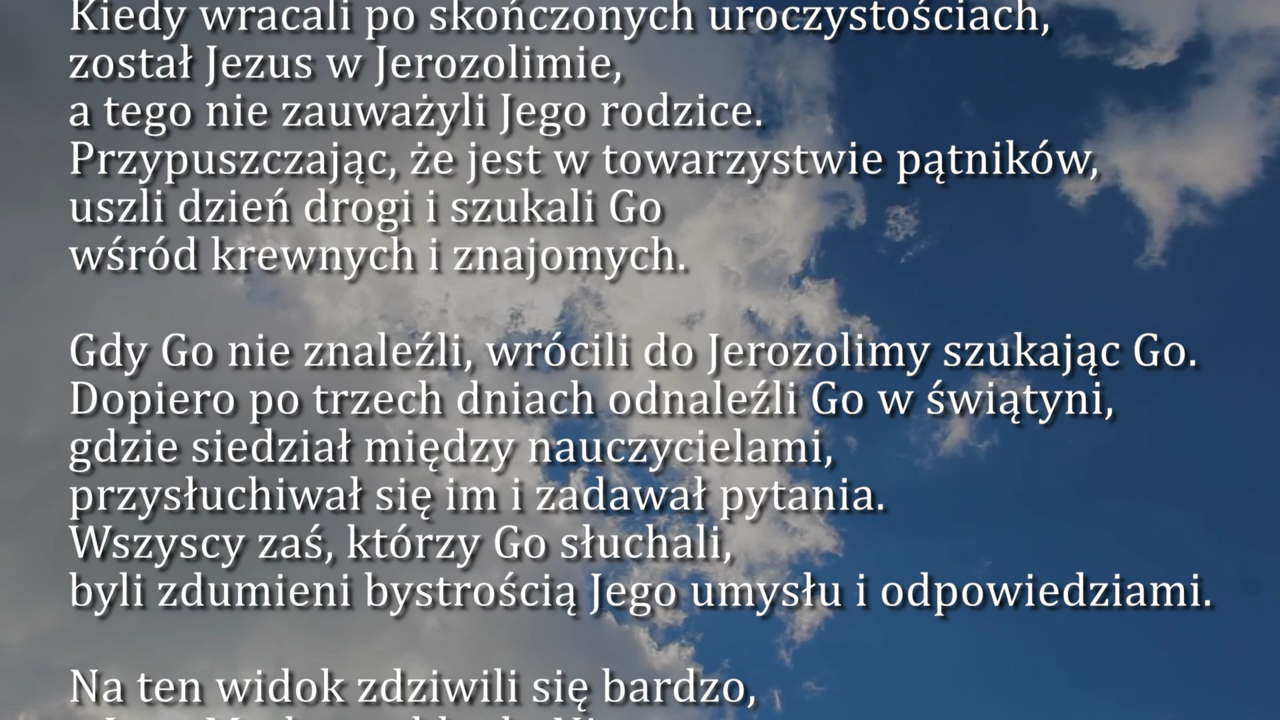 Kiedy wracali po skończonych uroczystościach,
został Jezus w Jerozolimie,
a tego nie zauważyli Jego rodzice.
Przypuszczając, że jest w towarzystwie pątników,
uszli dzień drogi i szukali Go
wśród krewnych i znajomych.
Gdy Go nie znaleźli, wrócili do Jerozolimy szukając Go.
Dopiero po trzech dniach odnaleźli Go w świątyni,
gdzie siedział między nauczycielami,
przysłuchiwał się im i zadawał pytania.
Wszyscy zaś, którzy Go słuchali,
byli zdumieni bystrością Jego umysłu i odpowiedziami.
Na ten widok zdziwili się bardzo,